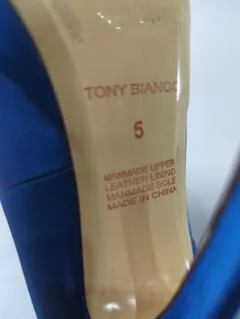 TONY BIANCO
5
MANMADE UPPER
LEATHER LINING
MANMADE SOLE
MADE IN CHINA